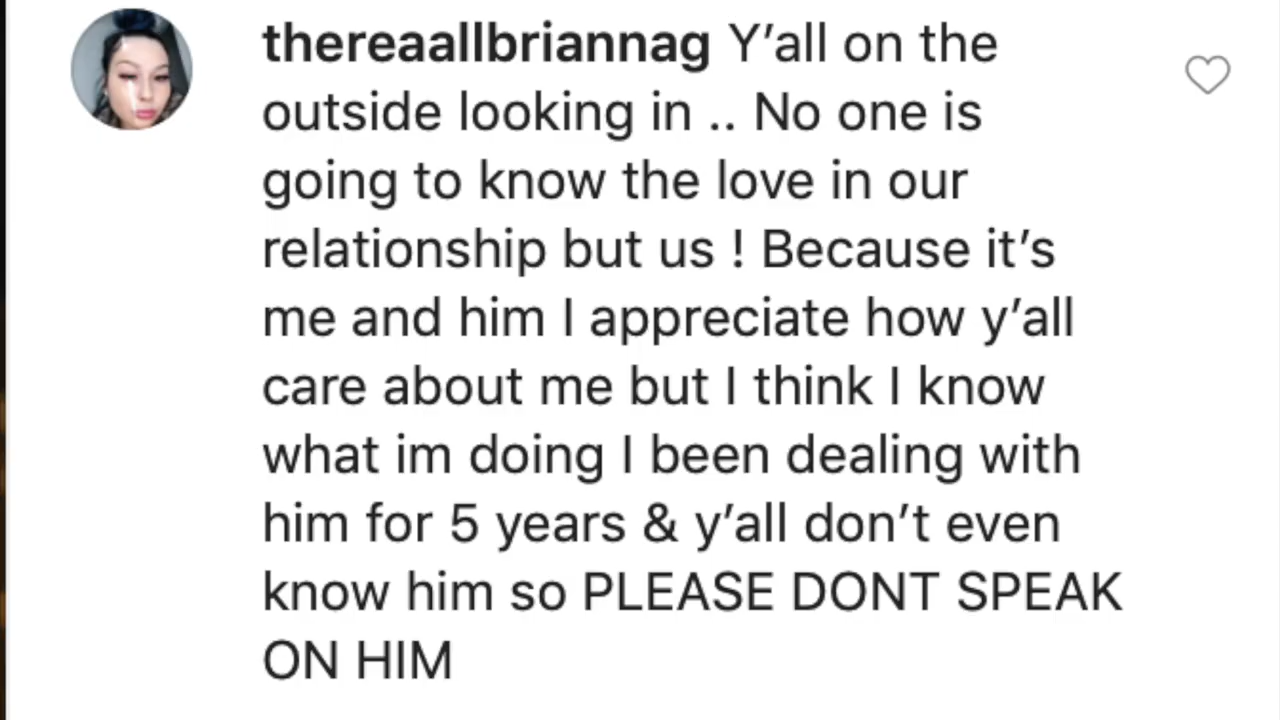 thereaallbriannag Y’all on the
outside looking in .. No one is
going to know the love in our
relationship but us ! Because it’s
me and him I appreciate how y’all
care about me but I think I know
what im doing I been dealing with
him for 5 years & y’all don’t even
know him so PLEASE DONT SPEAK
ON HIM